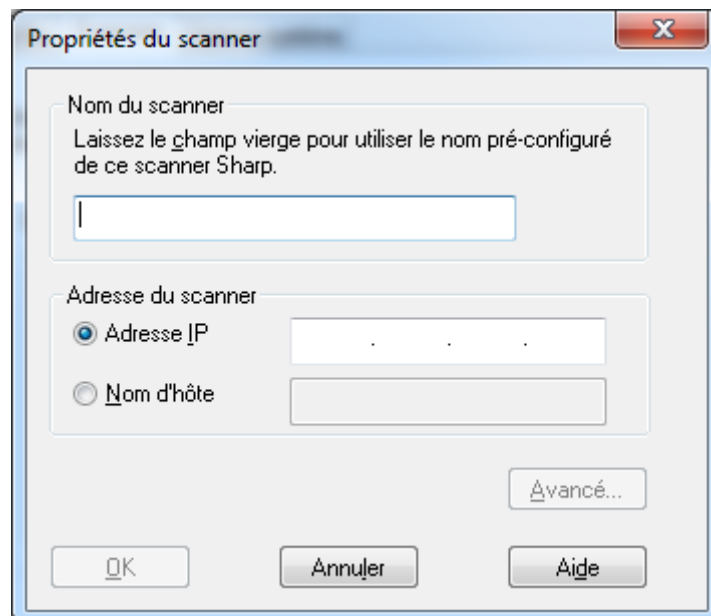 Propriétés du scanner
Nom du scanner
Laissez le champ vierge pour utiliser le nom pré-configuré
de ce scanner Sharp.
Adresse du scanner
Adresse IP . . .
Nom d'hôte
Avancé...
OK Annuler Aide